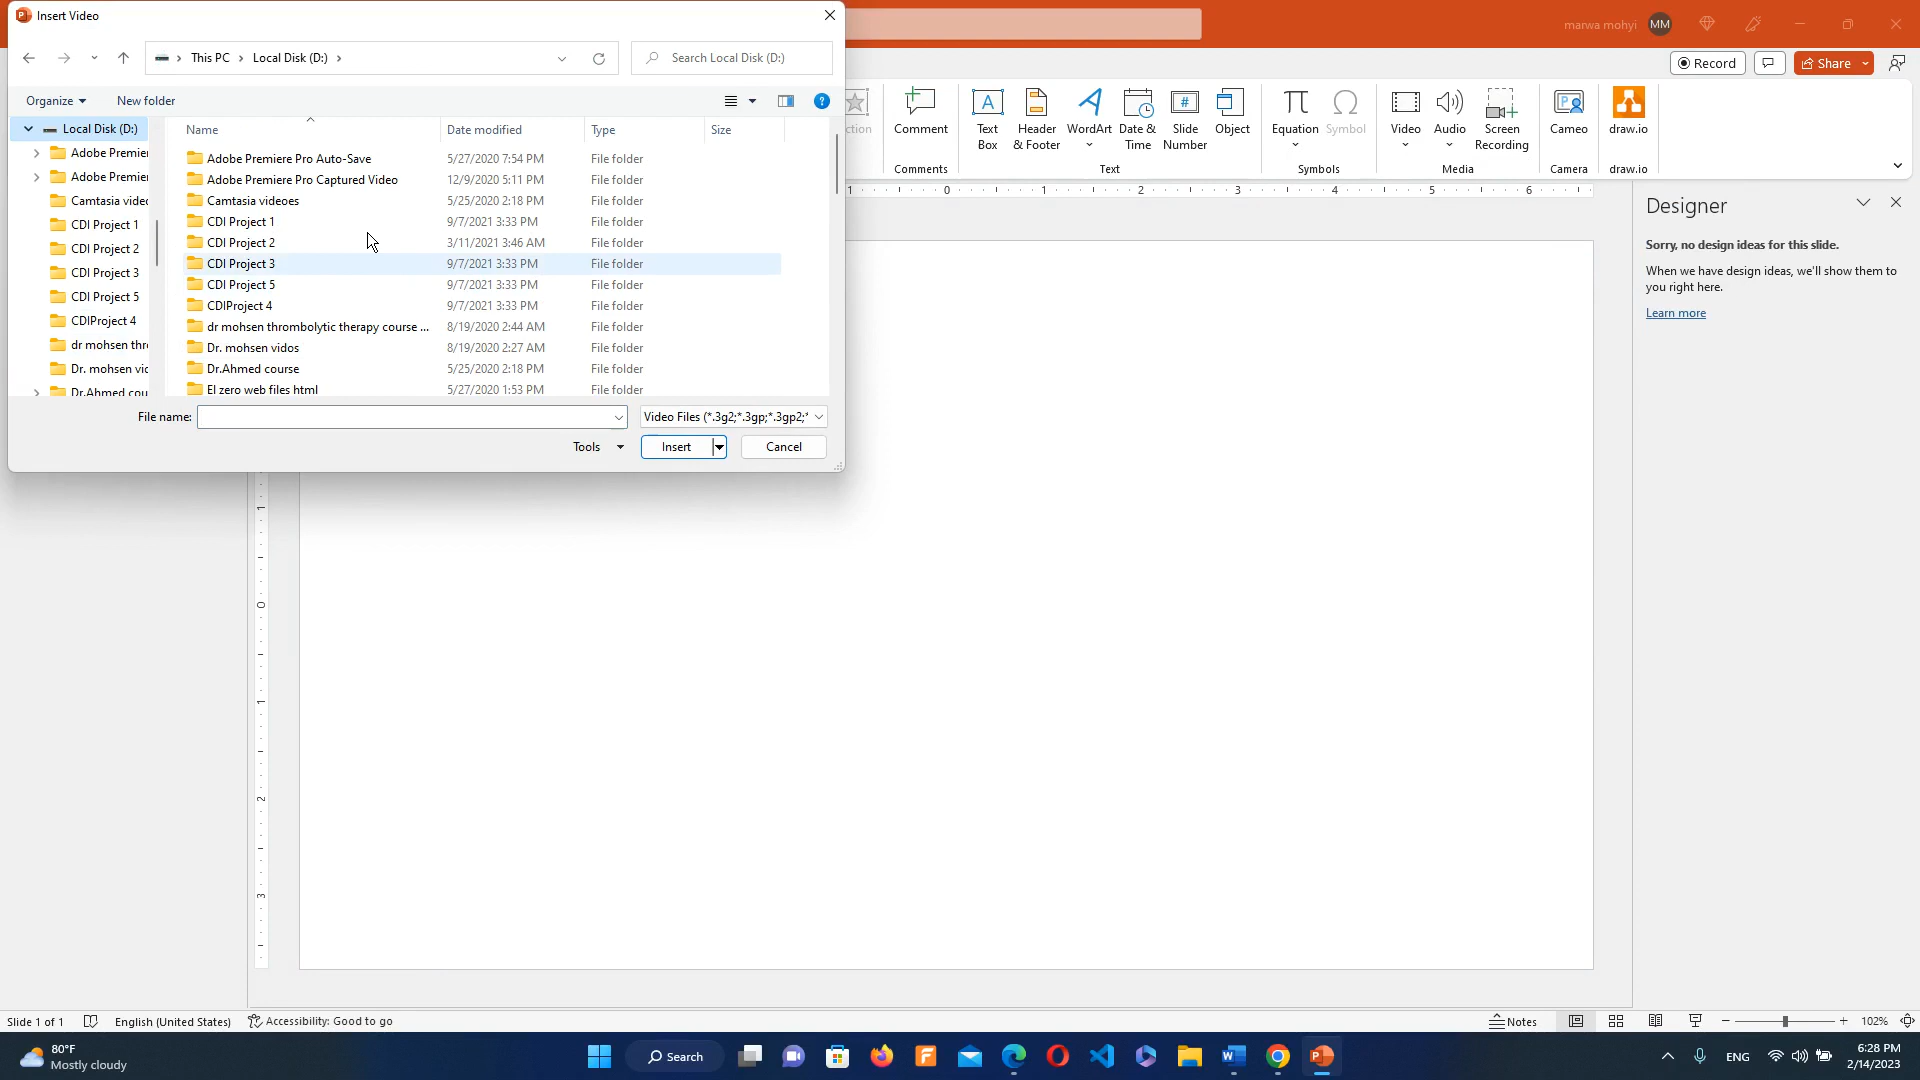 Insert Video
marwa mohyi MM
This PC > Local Disk (D:) >
Search Local Disk (D:)
Record
Share
Organize
New folder
Local Disk (D:)
Adobe Premier
Adobe Premier
Camtasia videc
CDI Project 1
CDI Project 2
CDI Project 3
CDI Project 5
CDIProject 4
dr mohsen thr
Dr. mohsen vic
Dr.Ahmed cou
Name Date modified Type Size
Adobe Premiere Pro Auto-Save 5/27/2020 7:54 PM File folder
Adobe Premiere Pro Captured Video 12/9/2020 5:11 PM File folder
Camtasia videoes 5/25/2020 2:18 PM File folder
CDI Project 1 9/7/2021 3:33 PM File folder
CDI Project 2 3/11/2021 3:46 AM File folder
CDI Project 3 9/7/2021 3:33 PM File folder
CDI Project 5 9/7/2021 3:33 PM File folder
CDIProject 4 9/7/2021 3:33 PM File folder
dr mohsen thrombolytic therapy course ... 8/19/2020 2:44 AM File folder
Dr. mohsen vidos 8/19/2020 2:27 AM File folder
Dr.Ahmed course 5/25/2020 2:18 PM File folder
El zero web files html 5/27/2020 1:53 PM File folder
File name:
Video Files (*.3g2;*.3gp;*.3gp2;*
Tools
Insert
Cancel
ction
Comment
Comments
Text Box
Header & Footer
WordArt
Date & Time
Slide Number
Object
Text
Equation
Symbol
Symbols
Video
Audio
Screen Recording
Media
Cameo
Camera
draw.io
draw.io
1 0 1 2 3 4 5 6
1
0
1
2
3
Designer
Sorry, no design ideas for this slide.
When we have design ideas, we'll show them to
you right here.
Learn more
Slide 1 of 1
English (United States)
Accessibility: Good to go
Notes
102%
80°F
Mostly cloudy
Search
ENG
6:28 PM
2/14/2023